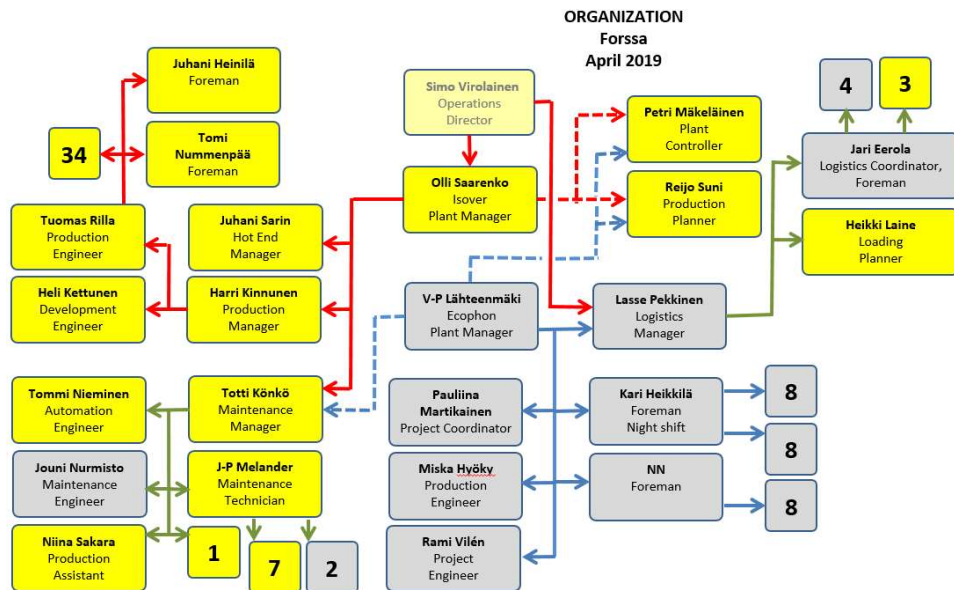 ORGANIZATION
Forssa
April 2019
Juhani Heinilä
Foreman
34
Tomi
Nummenpää
Foreman
Simo Virolainen
Operations
Director
Petri Mäkeläinen
Plant
Controller
4
3
Jari Eerola
Logistics Coordinator,
Foreman
Tuomas Rilla
Production
Engineer
Juhani Sarin
Hot End
Manager
Olli Saarenko
Isover
Plant Manager
Reijo Suni
Production
Planner
Heikki Laine
Loading
Planner
Heli Kettunen
Development
Engineer
Harri Kinnunen
Production
Manager
V-P Lähteenmäki
Ecophon
Plant Manager
Lasse Pekkinen
Logistics
Manager
Tommi Nieminen
Automation
Engineer
Totti Könkö
Maintenance
Manager
Pauliina
Martikainen
Project Coordinator
Kari Heikkilä
Foreman
Night shift
8
8
Jouni Nurmisto
Maintenance
Engineer
J-P Melander
Maintenance
Technician
Miska Hyöky
Production
Engineer
NN
Foreman
8
Niina Sakara
Production
Assistant
1
7
2
Rami Vilén
Project
Engineer